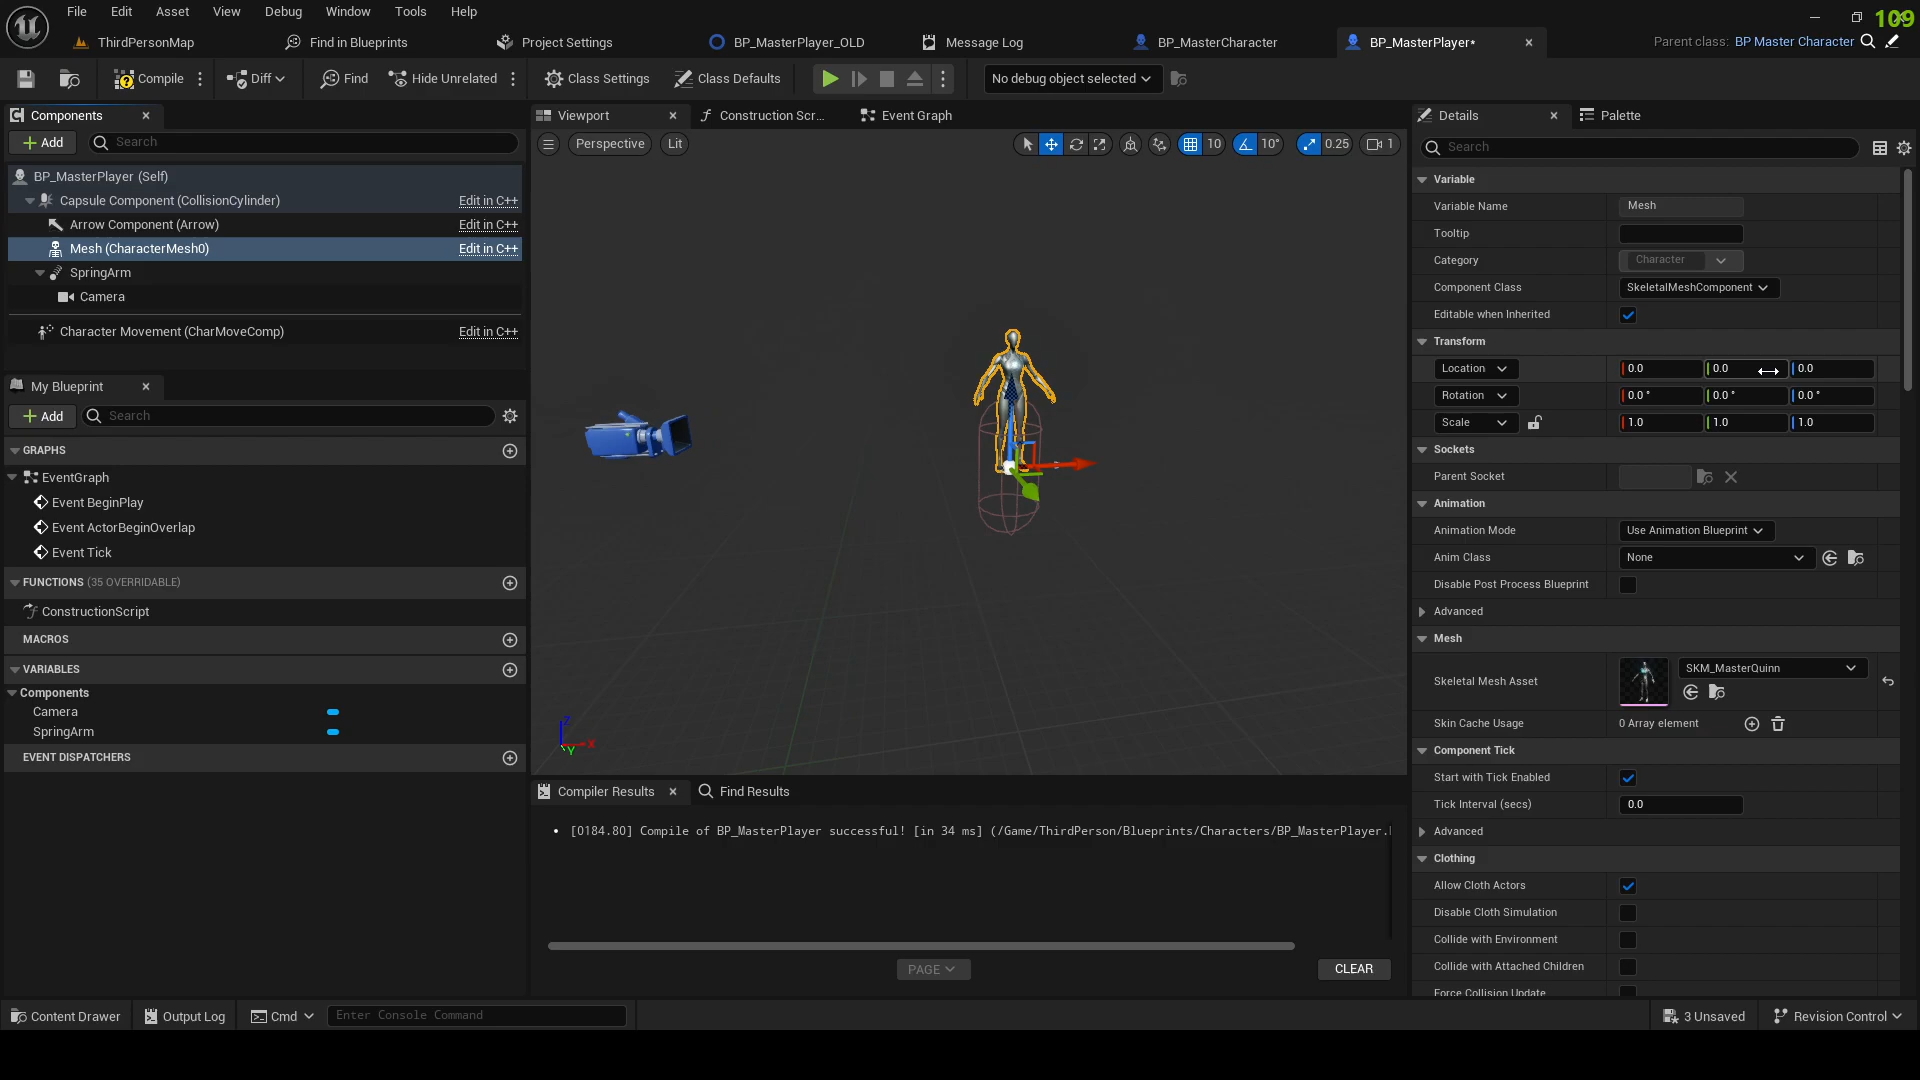 File Edit Asset View Debug Window Tools Help
109
ThirdPersonMap Find in Blueprints Project Settings BP_MasterPlayer_OLD Message Log BP_MasterCharacter BP_MasterPlayer* Parent class: BP Master Character
Compile Diff Find Hide Unrelated Class Settings Class Defaults No debug object selected
Components
Add Search
BP_MasterPlayer (Self)
Capsule Component (CollisionCylinder) Edit in C++
Arrow Component (Arrow) Edit in C++
Mesh (CharacterMesh0) Edit in C++
SpringArm
Camera
Character Movement (CharMoveComp) Edit in C++
My Blueprint
Add Search
GRAPHS
EventGraph
Event BeginPlay
Event ActorBeginOverlap
Event Tick
FUNCTIONS (35 OVERRIDABLE)
ConstructionScript
MACROS
VARIABLES
Components
Camera
SpringArm
EVENT DISPATCHERS
Viewport Construction Scr... Event Graph
Perspective Lit 10 10° 0.25 1
Z
X
Y
Compiler Results Find Results
[0184.80] Compile of BP_MasterPlayer successful! [in 34 ms] (/Game/ThirdPerson/Blueprints/Characters/BP_MasterPlayer.
PAGE CLEAR
Details Palette
Search
Variable
Variable Name Mesh
Tooltip
Category Character
Component Class SkeletalMeshComponent
Editable when Inherited
Transform
Location 0.0 0.0 0.0
Rotation 0.0 ° 0.0 ° 0.0 °
Scale 1.0 1.0 1.0
Sockets
Parent Socket
Animation
Animation Mode Use Animation Blueprint
Anim Class None
Disable Post Process Blueprint
Advanced
Mesh
Skeletal Mesh Asset SKM_MasterQuinn
Skin Cache Usage 0 Array element
Component Tick
Start with Tick Enabled
Tick Interval (secs) 0.0
Advanced
Clothing
Allow Cloth Actors
Disable Cloth Simulation
Collide with Environment
Collide with Attached Children
Force Collision Update
Content Drawer Output Log Cmd Enter Console Command 3 Unsaved Revision Control